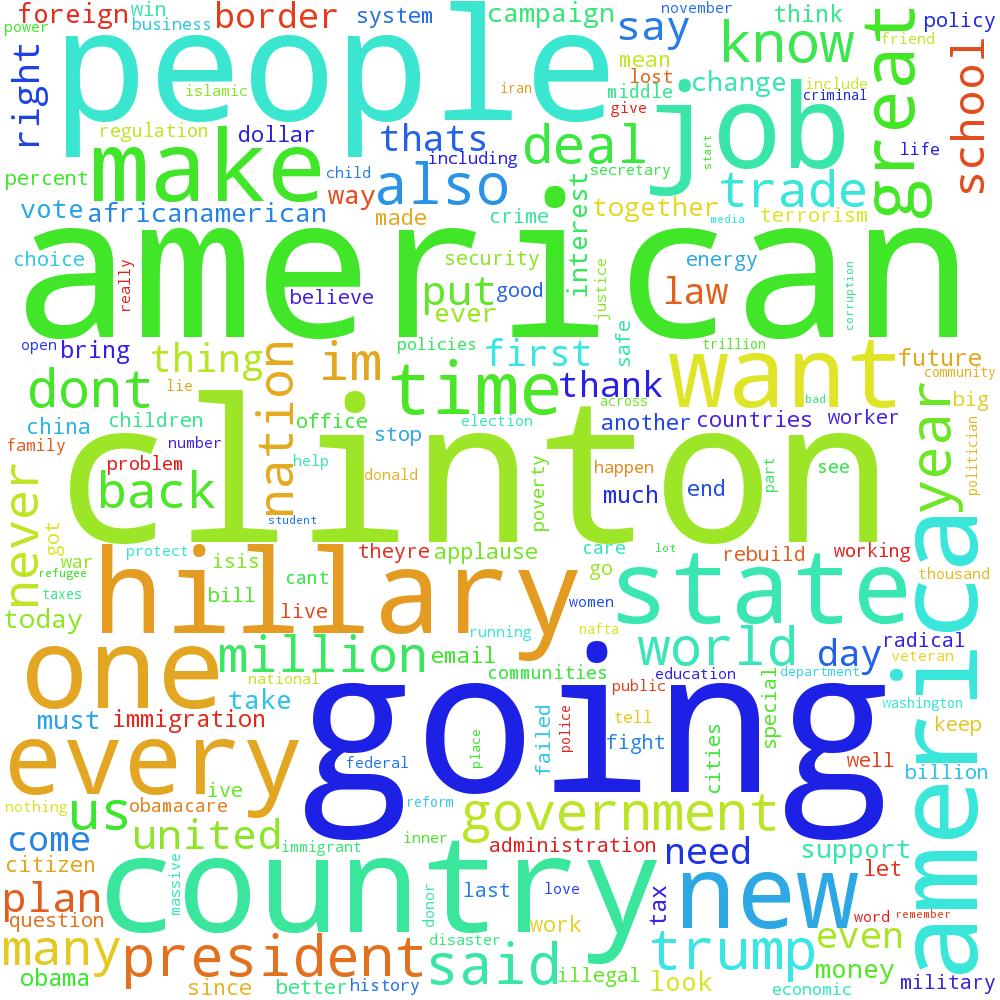 foreign win border system campaign say november think great policy
power business people know friend
right islamic iran mean lost middle give change include criminal school
regulation dollar thats job deal life
percent make child including secretary start
vote africanamerican way also made crime interest together trade media terrorism
american
choice really believe security put ever good justice energy law corruption
open bring thing nation im policies first safe trillion want future community
dont lie time thank across bad year big
china children office election another countries worker
family number clinton stop politician
problem help donald poverty happen part see
never back student much end
got war protect isis theyre applause care lot rebuild working america
refugee taxes hillary cant go state thousand
today bill live women
running nafta
one million email communities world day radical veteran
national public education department
must immigration take going tell special washington keep
every federal place failed police fight cities well billion
nothing us ive obamacare reform government
come united immigrant inner administration need support
citizen massive country let
plan question donor last love work tax new word remember
many president disaster said trump even
obama since better history illegal look money economic military